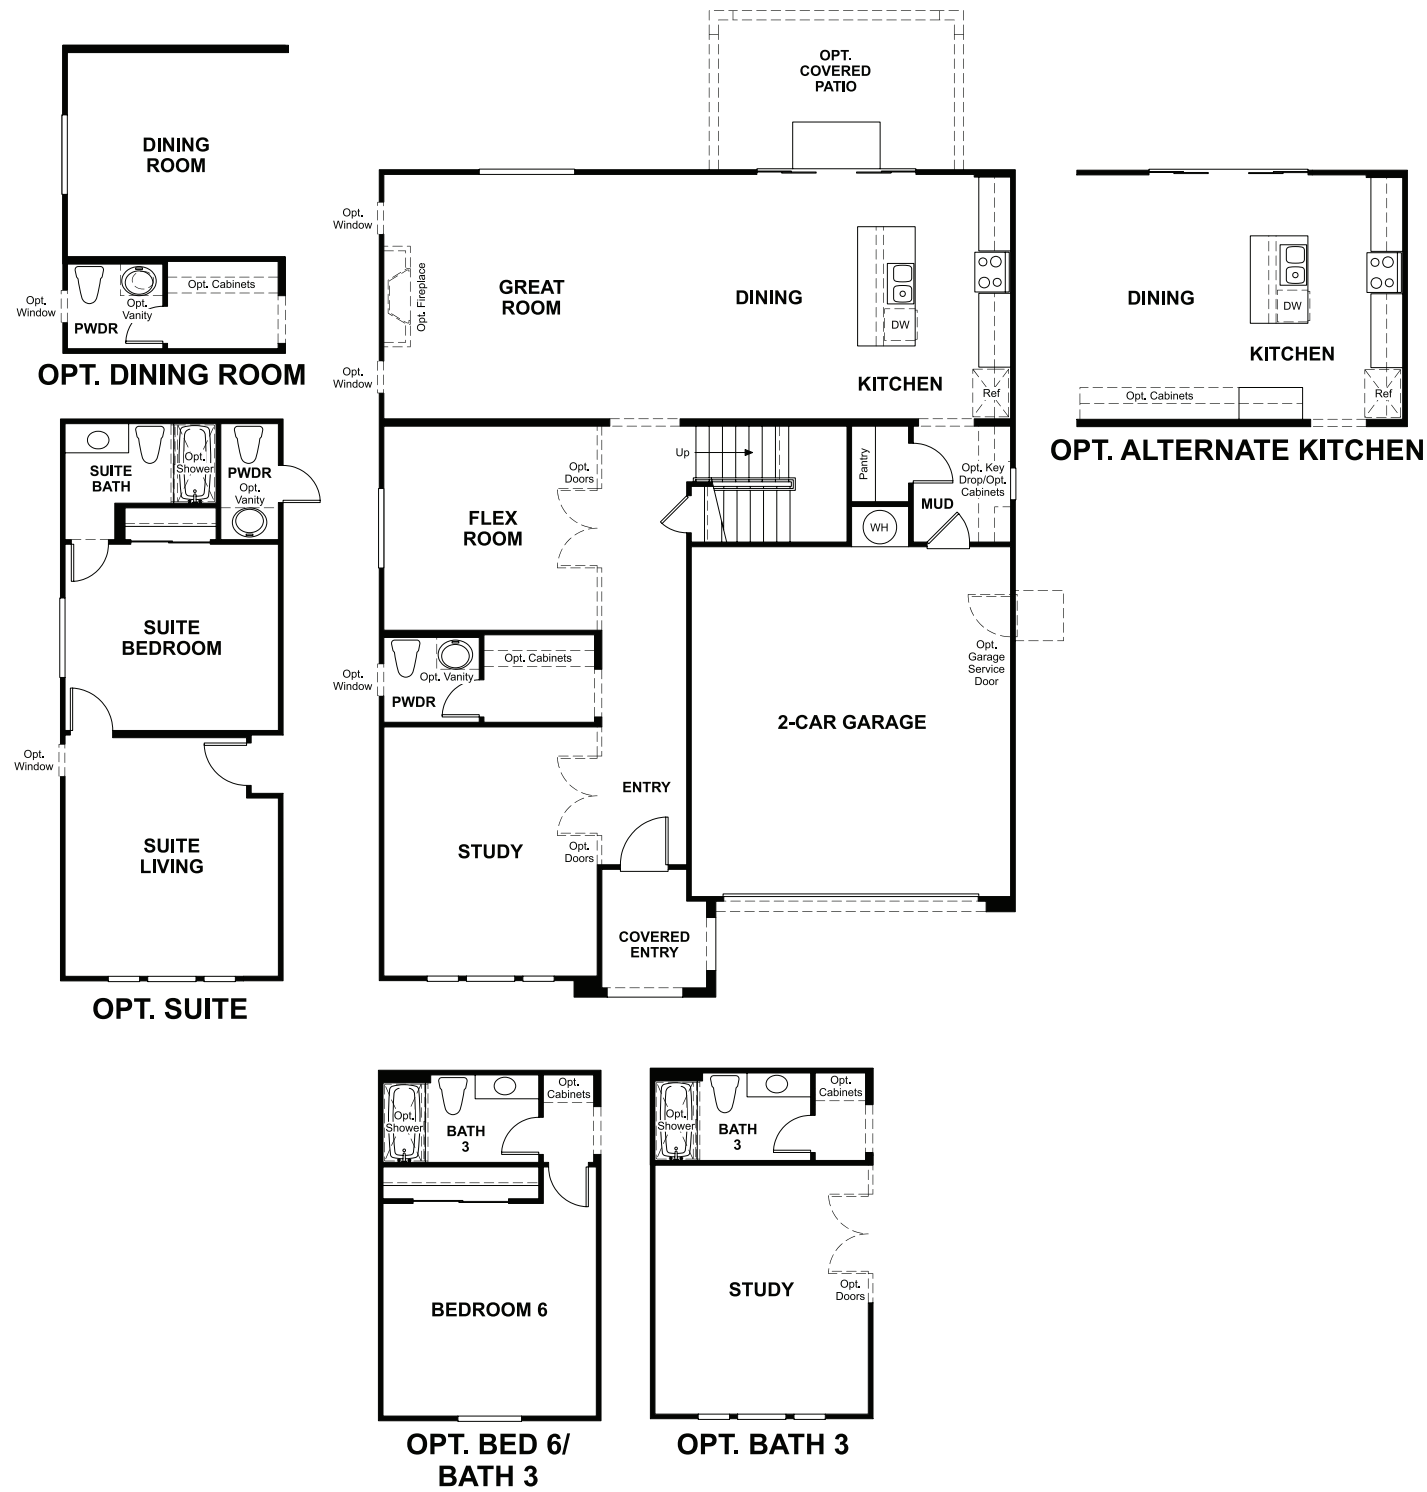 OPT.
COVERED
PATIO
DINING
ROOM
Opt. Cabinets
Opt.
Window
Opt.
Vanity
PWDR
OPT. DINING ROOM
Opt.
Window
Opt. Fireplace
GREAT
ROOM
DINING
DW
KITCHEN
Ref
Opt.
Window
DINING
DW
KITCHEN
Opt. Cabinets
Ref
OPT. ALTERNATE KITCHEN
SUITE
BATH
Opt.
Shower
PWDR
Opt.
Vanity
SUITE
BEDROOM
Opt.
Window
SUITE
LIVING
OPT. SUITE
Opt.
Doors
FLEX
ROOM
Up
Pantry
Opt. Key
Drop/Opt.
Cabinets
MUD
WH
Opt.
Window
Opt. Vanity
PWDR
Opt. Cabinets
Opt.
Garage
Service
Door
2-CAR GARAGE
ENTRY
STUDY
Opt.
Doors
COVERED
ENTRY
Opt.
Shower
BATH
3
Opt.
Cabinets
BEDROOM 6
OPT. BED 6/
BATH 3
Opt.
Shower
BATH
3
Opt.
Cabinets
STUDY
Opt.
Doors
OPT. BATH 3